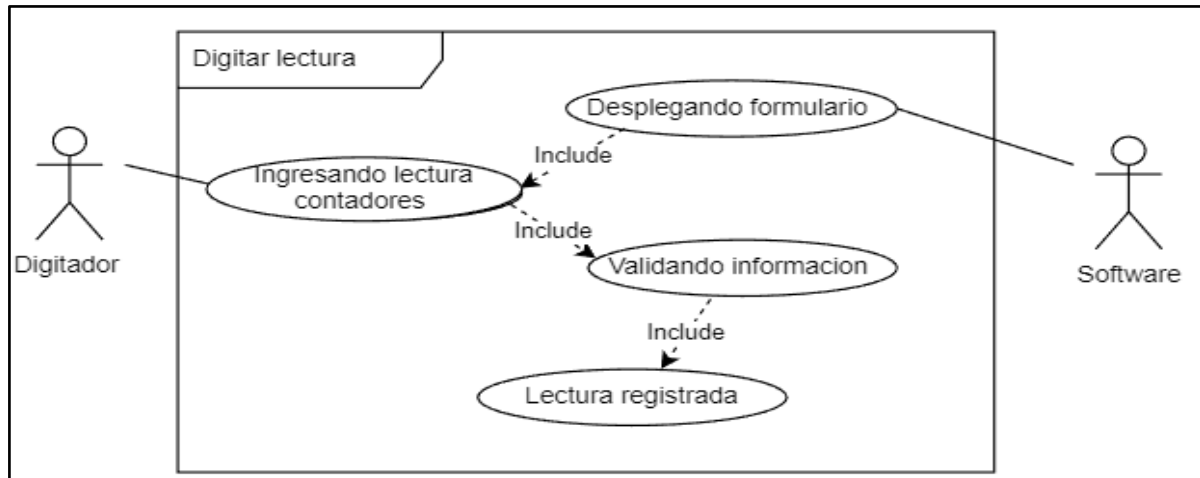 Digitar lectura
Desplegando formulario
Include
Ingresando lectura
contadores
Include
Digitador
Validando informacion
Software
Include
Lectura registrada